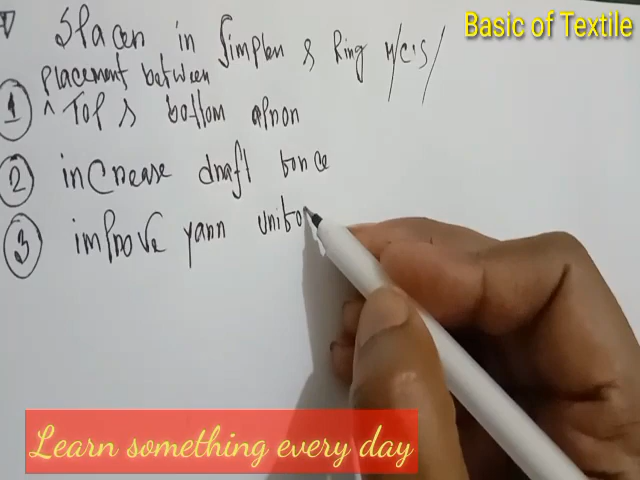 Basic of Textile
Spacer in Simplex & Ring M/C'S/
placement between
① ^ Top & bottom apron
② increase draft force
③ improve yarn unifo
Learn something every day